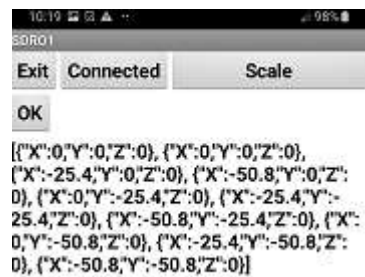 10:19 98%
SDRO1
Exit Connected Scale
OK
[{"X":0,"Y":0,"Z":0}, {"X":0,"Y":0,"Z":0},
{"X":-25.4,"Y":0,"Z":0}, {"X":-50.8,"Y":0,"Z":
0}, {"X":0,"Y":-25.4,"Z":0}, {"X":-25.4,"Y":-
25.4,"Z":0}, {"X":-50.8,"Y":-25.4,"Z":0}, {"X":
0,"Y":-50.8,"Z":0}, {"X":-25.4,"Y":-50.8,"Z":
0}, {"X":-50.8,"Y":-50.8,"Z":0}]